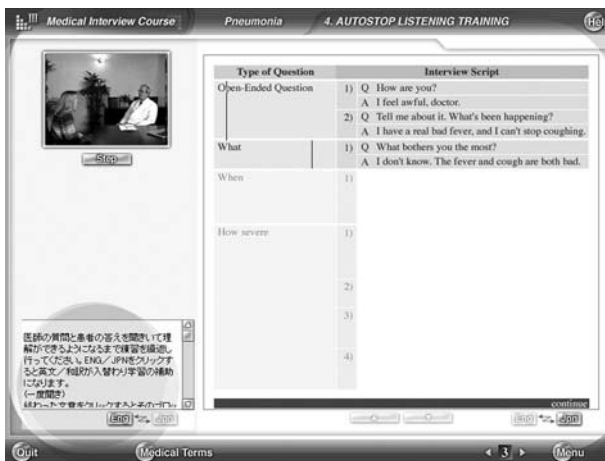 Medical Interview Course
Pneumonia
4. AUTOSTOP LISTENING TRAINING
Hel
Stop
Type of Question
Interview Script
Open-Ended Question
1) Q How are you?
A I feel awful, doctor.
2) Q Tell me about it. What's been happening?
A I have a real bad fever, and I can't stop coughing.
What
1) Q What bothers you the most?
A I don't know. The fever and cough are both bad.
When
1)
How severe
1)
2)
3)
4)
医師の質問と患者の答えを聞きいて理
解ができるようになるまで練習を繰返し
行ってください。ENG/JPNをクリックす
ると英文/和訳が入替わり学習の補助
になります。
(一度聞き)
continue
Eng Jpn
Eng Jpn
Quit
Medical Terms
3
Menu